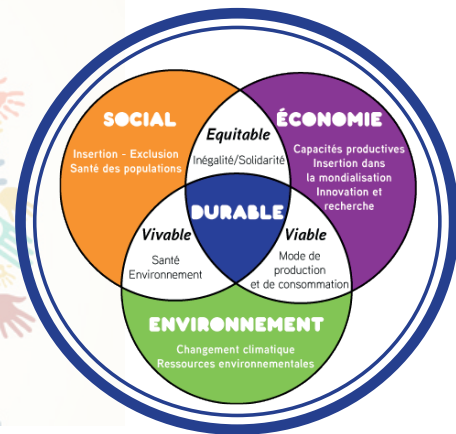 SOCIAL
Insertion - Exclusion
Santé des populations
Equitable
Inégalité/Solidarité
ÉCONOMIE
Capacités productives
Insertion dans
la mondialisation
Innovation et
recherche
DURABLE
Vivable
Santé
Environnement
Viable
Mode de
production
et de consommation
ENVIRONNEMENT
Changement climatique
Ressources environnementales